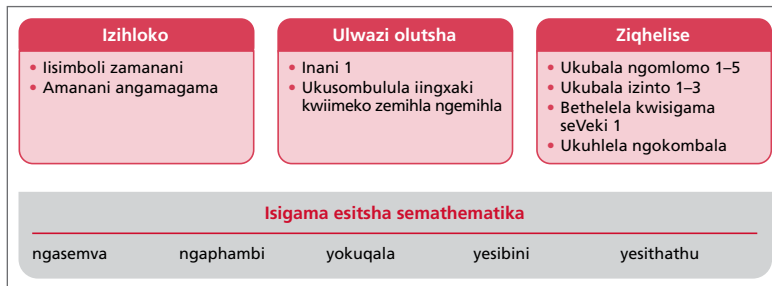 Izihloko
• Iisimboli zamanani
• Amanani angamagama
Ulwazi olutsha
• Inani 1
• Ukusombulula iingxaki
kwiimeko zemihla ngemihla
Ziqhelise
• Ukubala ngomlomo 1–5
• Ukubala izinto 1–3
• Bethelela kwisigama
seVeki 1
• Ukuhlela ngokombala
Isigama esitsha semathematika
ngasemva ngaphambi yokuqala yesibini yesithathu